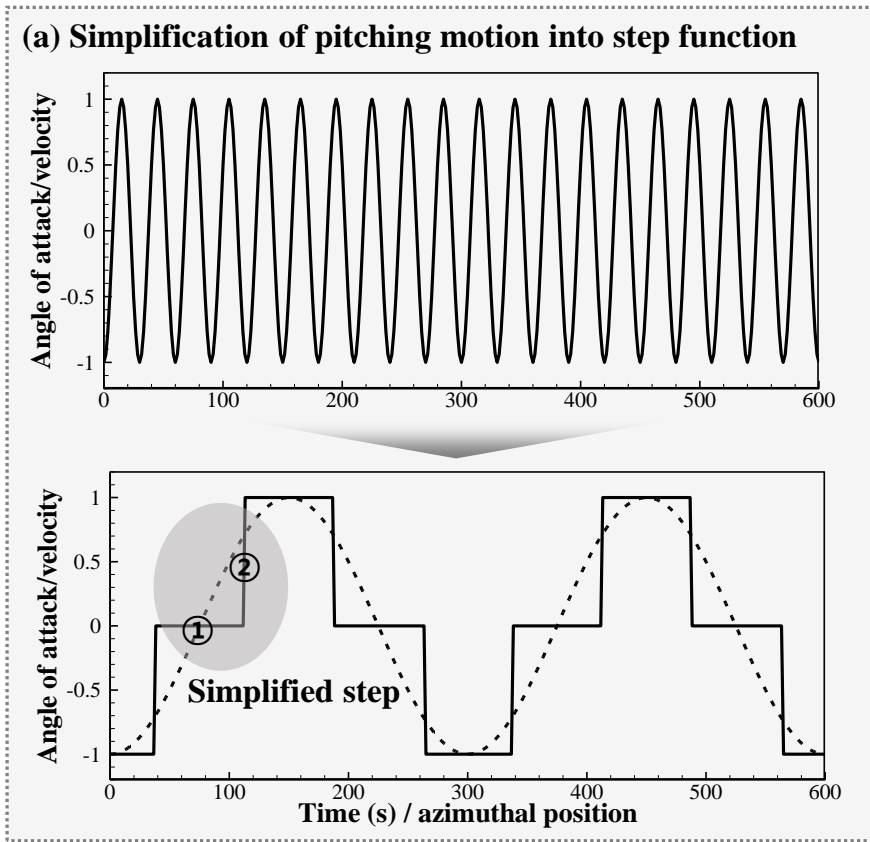 (a) Simplification of pitching motion into step function
Angle of attack/velocity
1
0.5
0
-0.5
-1
0 100 200 300 400 500 600
Angle of attack/velocity
1
0.5
0
-0.5
-1
②
①
Simplified step
0 100 200 300 400 500 600
Time (s) / azimuthal position